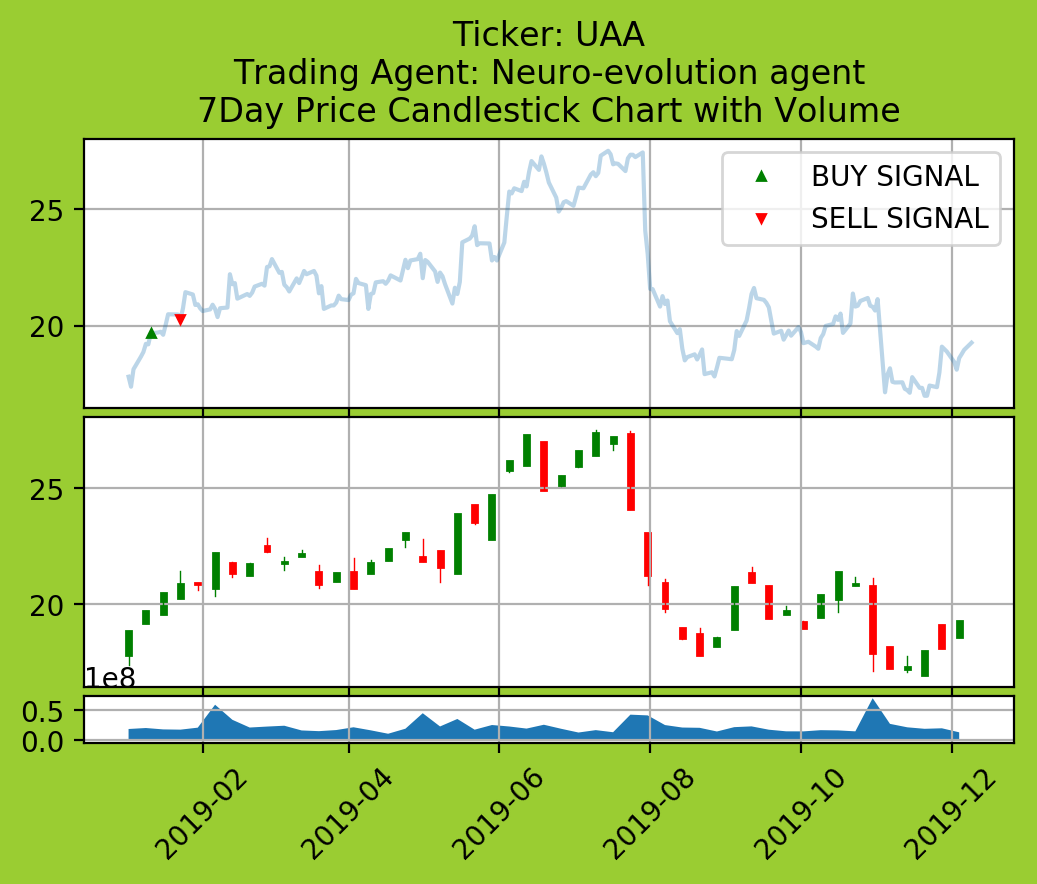 Ticker: UAA
Trading Agent: Neuro-evolution agent
7Day Price Candlestick Chart with Volume
BUY SIGNAL
SELL SIGNAL
25
20
25
20
1e8
0.5
0.0
2019-02
2019-04
2019-06
2019-08
2019-10
2019-12